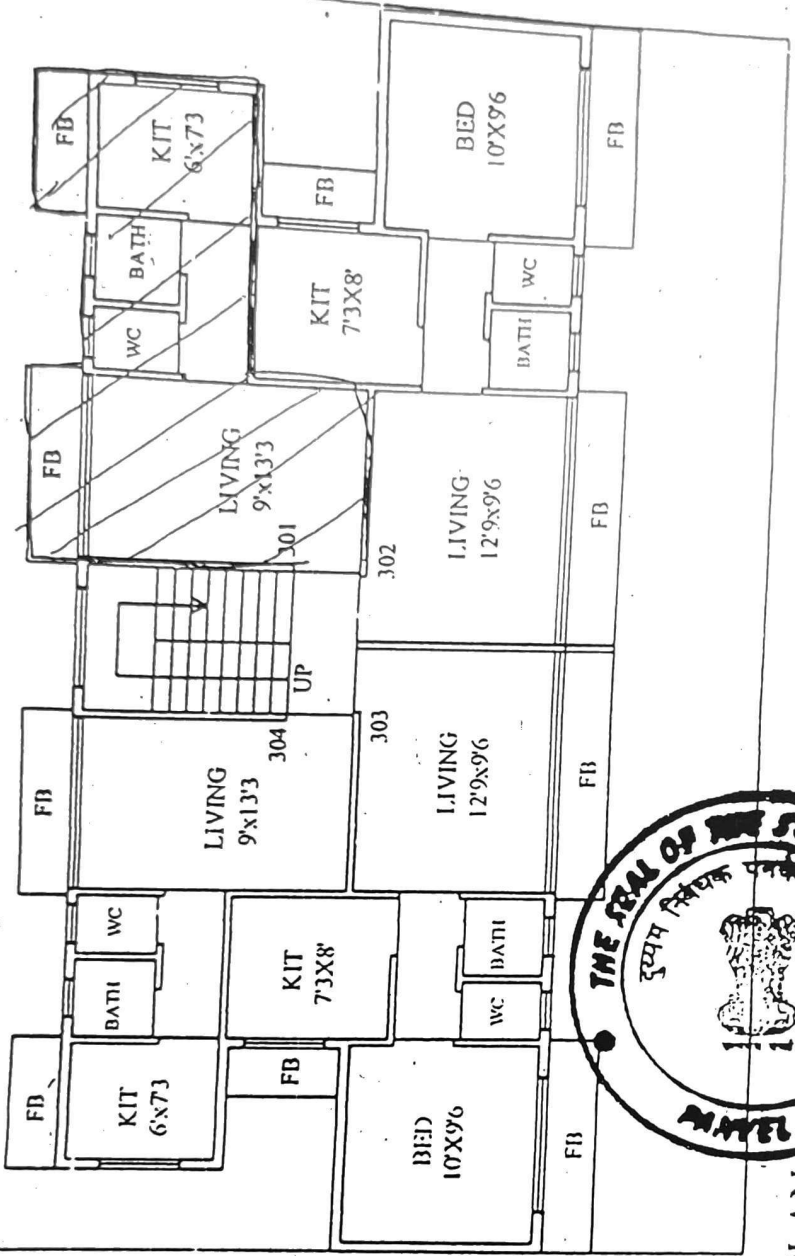 FB
KIT
6'x7'3
BATH
WC
FB
LIVING
9'x13'3
301
FB
KIT
7'3X8'
BED
10'X9'6
FB
WC
BATH
302
LIVING
12'9x9'6
FB
UP
304
303
FB
LIVING
9'x13'3
LIVING
12'9x9'6
FB
WC
BATH
KIT
7'3X8'
BATH
WC
FB
KIT
6'x7'3
FB
BED
10'X9'6
FB
THE SEAL OF THE
दुय्यम निबंधक